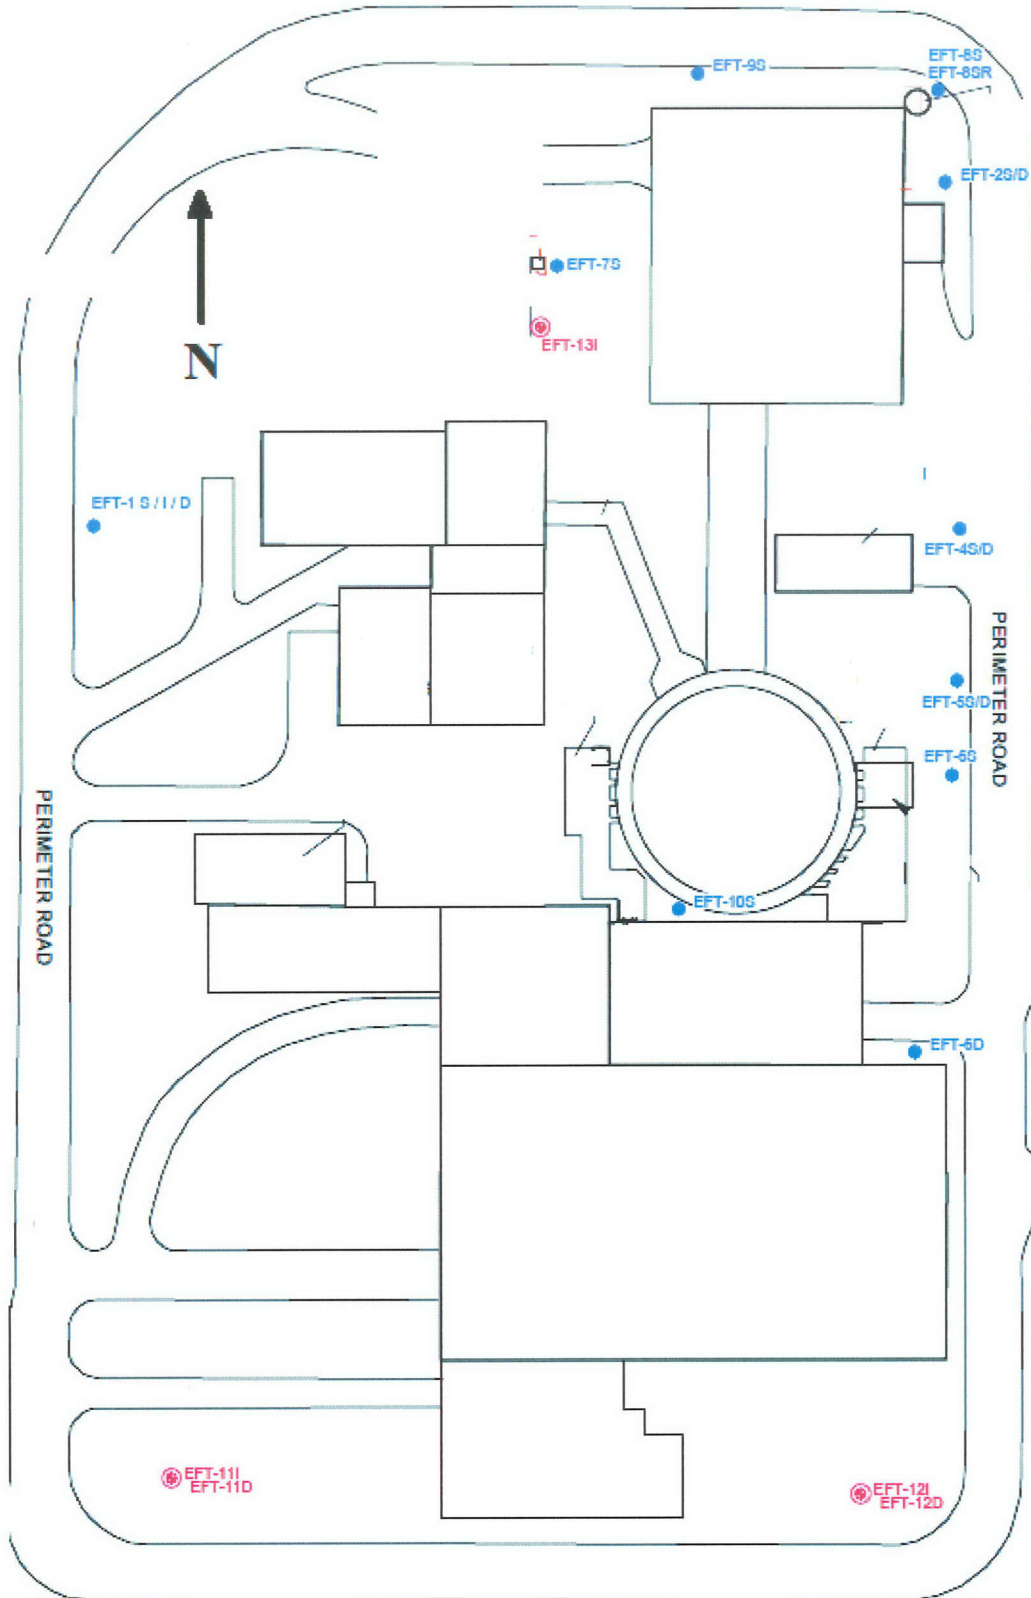 EFT-8S
EFT-9S
EFT-8SR
EFT-2S/D
EFT-7S
EFT-13I
N
EFT-1 S / I / D
EFT-4S/D
PERIMETER ROAD
EFT-5S/D
EFT-6S
PERIMETER ROAD
EFT-10S
EFT-6D
EFT-11I
EFT-11D
EFT-12I
EFT-12D